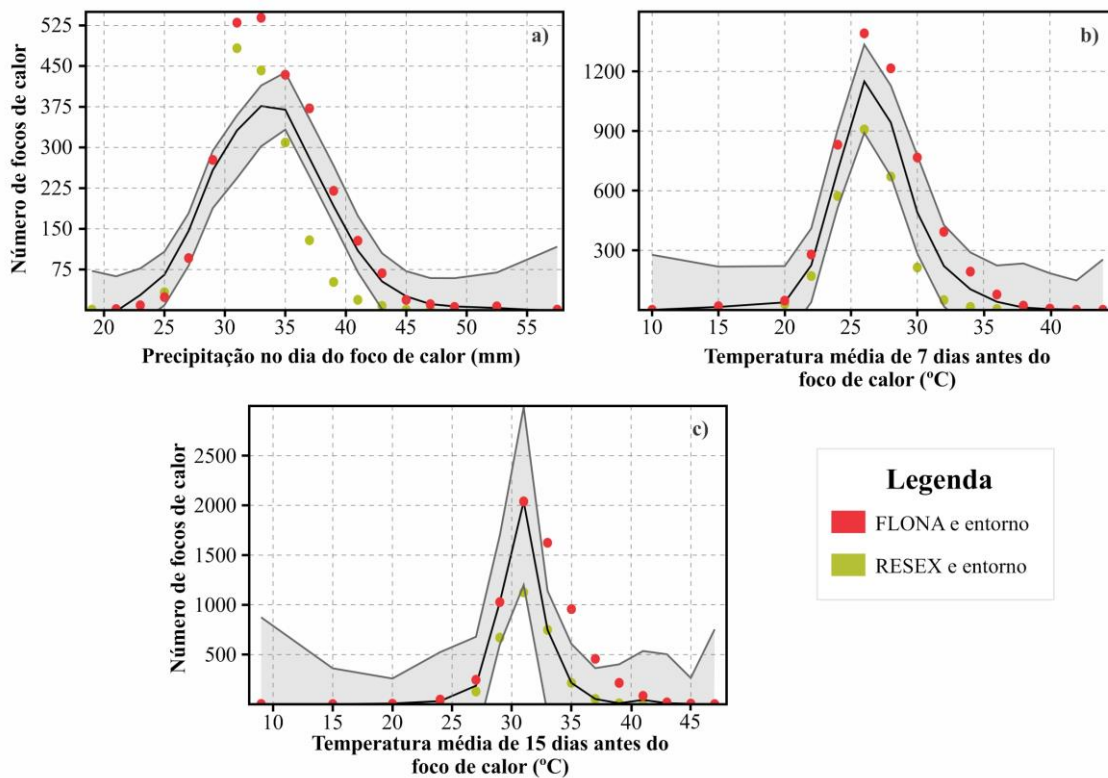 a)
Número de focos de calor
525
450
375
300
225
150
75
20 25 30 35 40 45 50 55
Precipitação no dia do foco de calor (mm)
b)
1200
900
600
300
10 15 20 25 30 35 40
Temperatura média de 7 dias antes do
foco de calor (ºC)
c)
Número de focos de calor
2500
2000
1500
1000
500
10 15 20 25 30 35 40 45
Temperatura média de 15 dias antes do
foco de calor (ºC)
Legenda
FLONA e entorno
RESEX e entorno